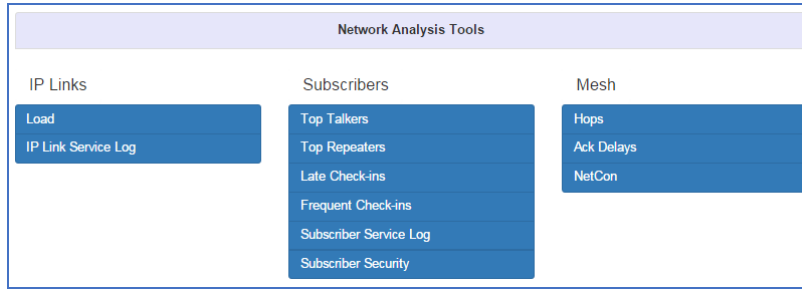 Network Analysis Tools
IP Links
Load
IP Link Service Log
Subscribers
Top Talkers
Top Repeaters
Late Check-ins
Frequent Check-ins
Subscriber Service Log
Subscriber Security
Mesh
Hops
Ack Delays
NetCon